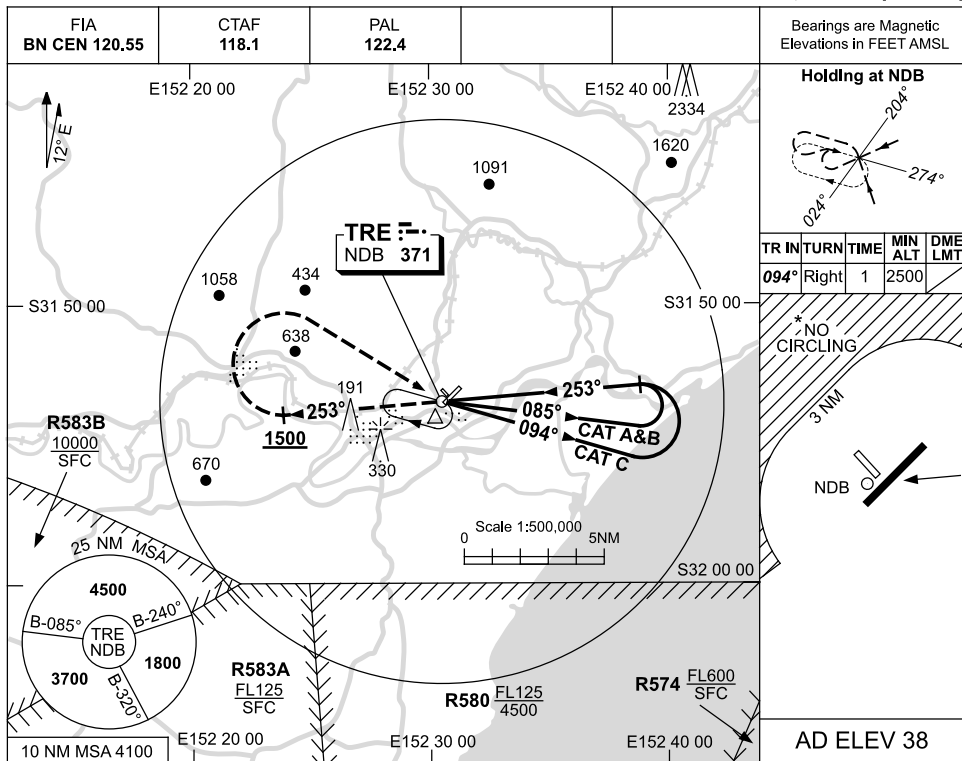 FIA
BN CEN 120.55
CTAF
118.1
PAL
122.4
Bearings are Magnetic
Elevations in FEET AMSL
E152 20 00
E152 30 00
E152 40 00
2334
12° E
1620
1091
TRE
NDB 371
1058
434
S31 50 00
S31 50 00
638
191
253°
253°
085°
CAT A&B
094°
CAT C
1500
330
670
R583B
10000
SFC
Scale 1:500,000
0
5NM
S32 00 00
25 NM MSA
4500
B-085°
B-240°
TRE
NDB
3700
1800
B-320°
R583A
FL125
SFC
R580 FL125
4500
R574 FL600
SFC
10 NM MSA 4100
E152 20 00
E152 30 00
E152 40 00
Holding at NDB
204°
274°
024°
TR IN TURN TIME MIN ALT DME LMT
094° Right 1 2500
*NO
CIRCLING
3 NM
NDB
AD ELEV 38